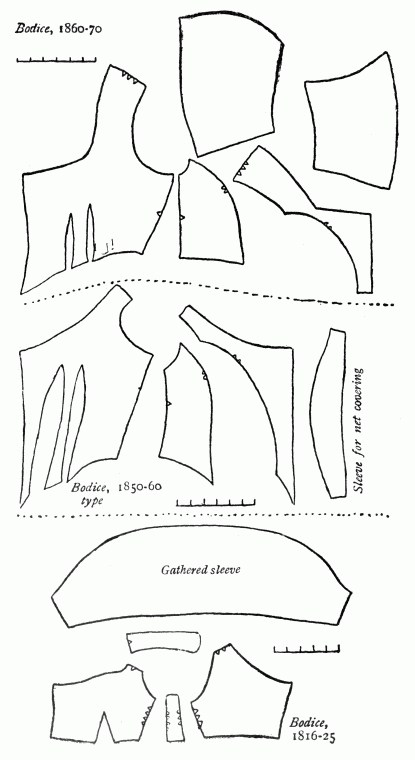 Bodice, 1860-70
Sleeve for net covering
Bodice, 1850-60
type
Gathered sleeve
Bodice,
1816-25